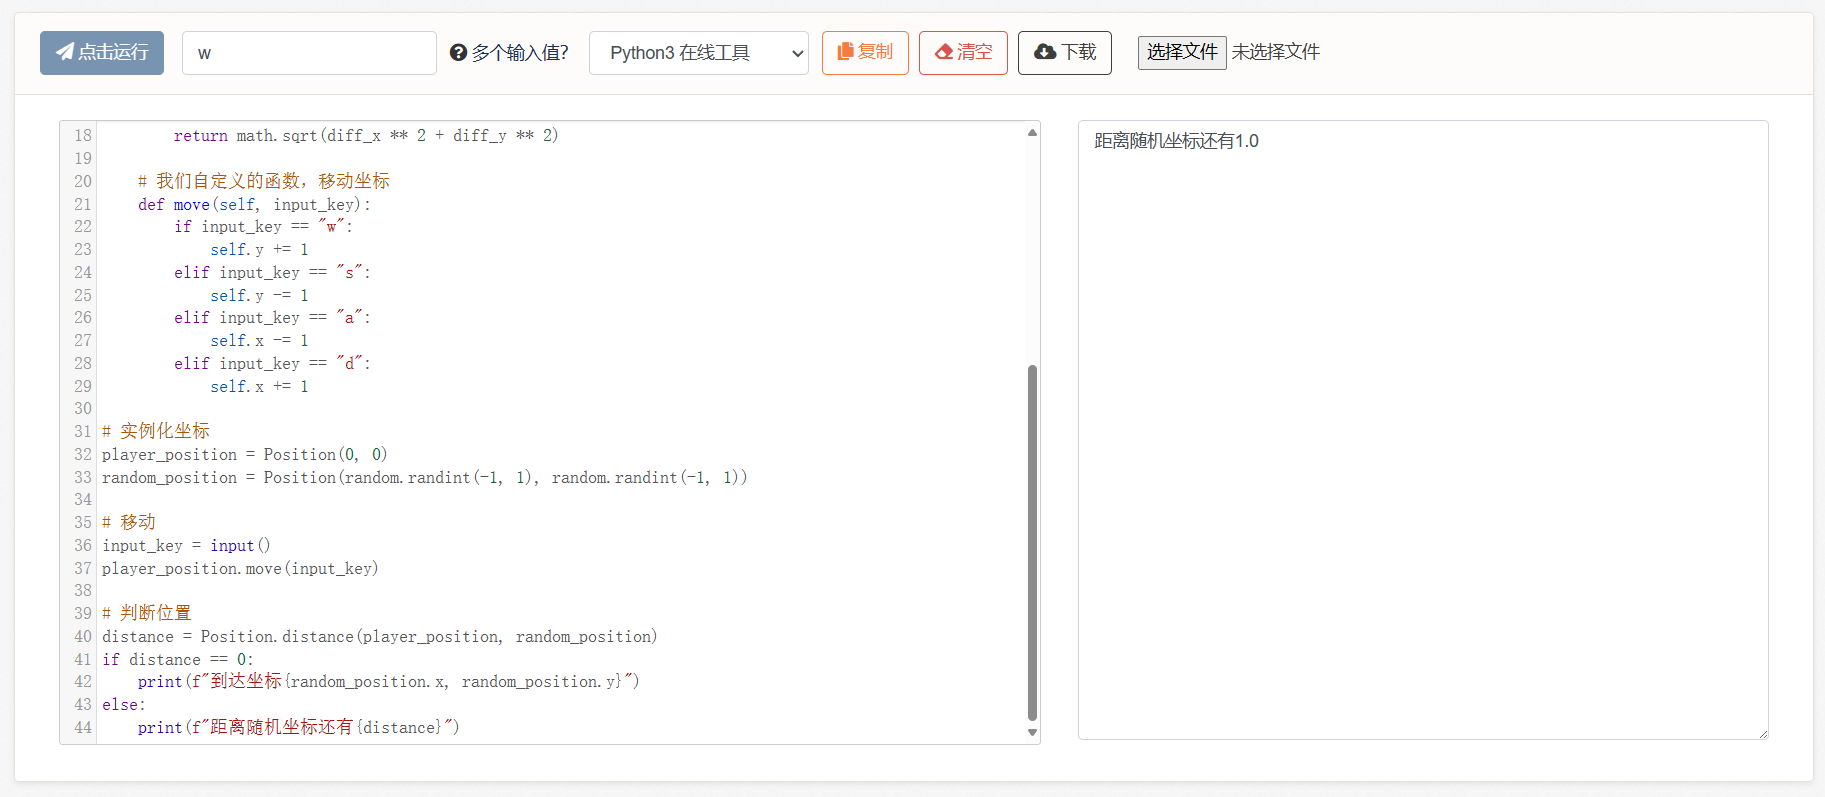 点击运行 w 多个输入值? Python3 在线工具 复制 清空 下载 选择文件 未选择文件
18         return math.sqrt(diff_x ** 2 + diff_y ** 2)
19
20     # 我们自定义的函数，移动坐标
21     def move(self, input_key):
22         if input_key == "w":
23             self.y += 1
24         elif input_key == "s":
25             self.y -= 1
26         elif input_key == "a":
27             self.x -= 1
28         elif input_key == "d":
29             self.x += 1
30
31 # 实例化坐标
32 player_position = Position(0, 0)
33 random_position = Position(random.randint(-1, 1), random.randint(-1, 1))
34
35 # 移动
36 input_key = input()
37 player_position.move(input_key)
38
39 # 判断位置
40 distance = Position.distance(player_position, random_position)
41 if distance == 0:
42     print(f"到达坐标{random_position.x, random_position.y}")
43 else:
44     print(f"距离随机坐标还有{distance}")
距离随机坐标还有1.0